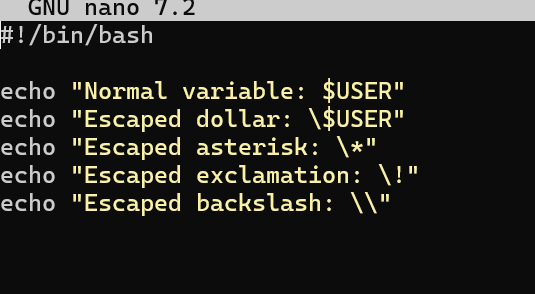 GNU nano 7.2
#!/bin/bash
echo "Normal variable: $USER"
echo "Escaped dollar: \$USER"
echo "Escaped asterisk: \*"
echo "Escaped exclamation: \!"
echo "Escaped backslash: \\"